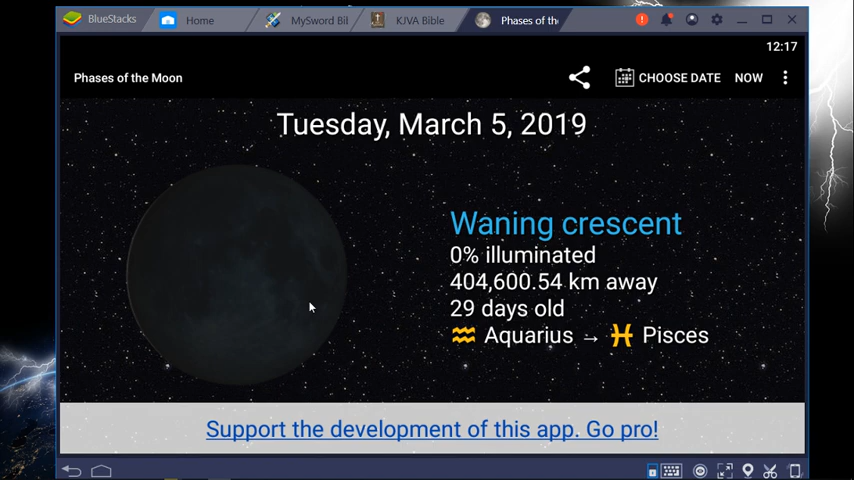 BlueStacks Home MySword Bil KJVA Bible Phases of the
12:17
Phases of the Moon CHOOSE DATE NOW
Tuesday, March 5, 2019
Waning crescent
0% illuminated
404,600.54 km away
29 days old
Aquarius → Pisces
Support the development of this app. Go pro!